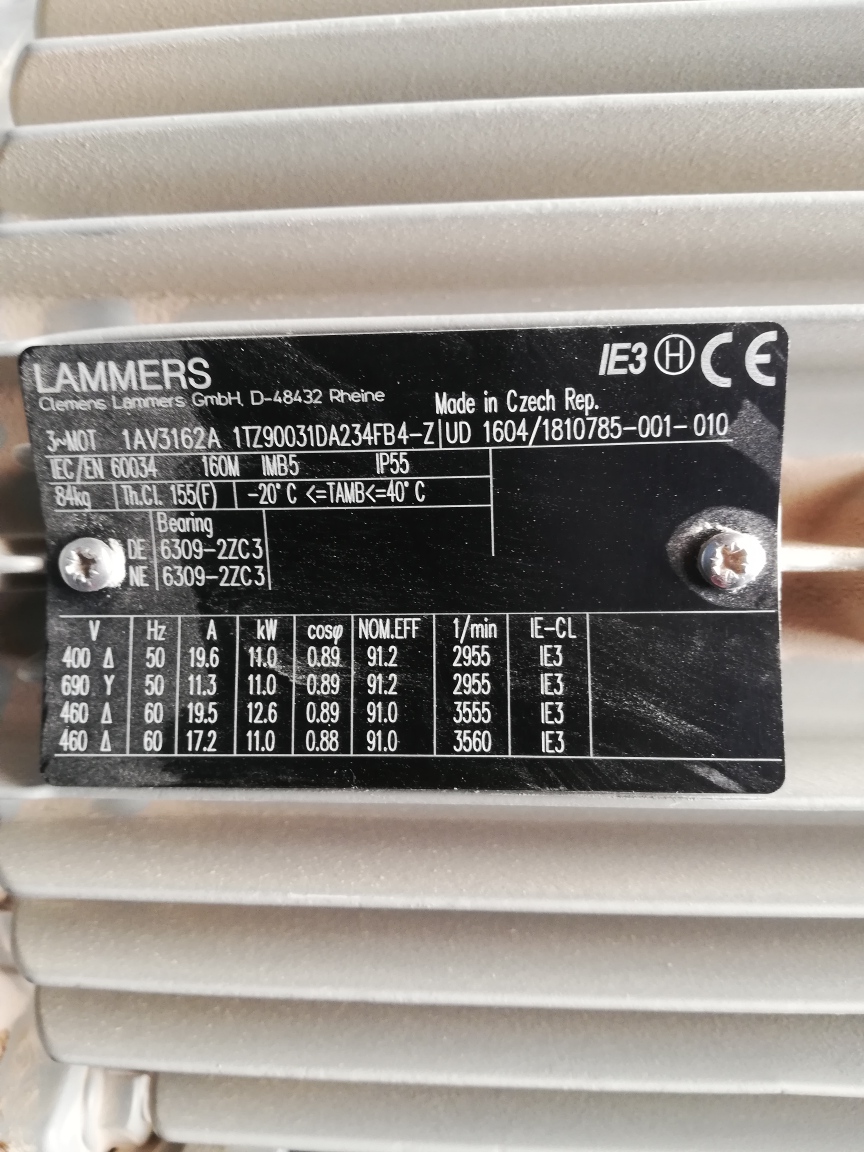 LAMMERS IE3 H CE
Clemens Lammers GmbH, D-48432 Rheine Made in Czech Rep.
3~MOT 1AV3162A 1TZ90031DA234FB4-Z UD 1604/1810785-001-010
IEC/EN 60034 160M IMB5 IP55
84kg Th.Cl. 155(F) -20°C <=TAMB<=40°C
Bearing
DE 6309-2ZC3
NE 6309-2ZC3
V Hz A kW cosφ NOM.EFF 1/min IE-CL
400 Δ 50 19.6 11.0 0.89 91.2 2955 IE3
690 Y 50 11.3 11.0 0.89 91.2 2955 IE3
460 Δ 60 19.5 12.6 0.89 91.0 3555 IE3
460 Δ 60 17.2 11.0 0.88 91.0 3560 IE3